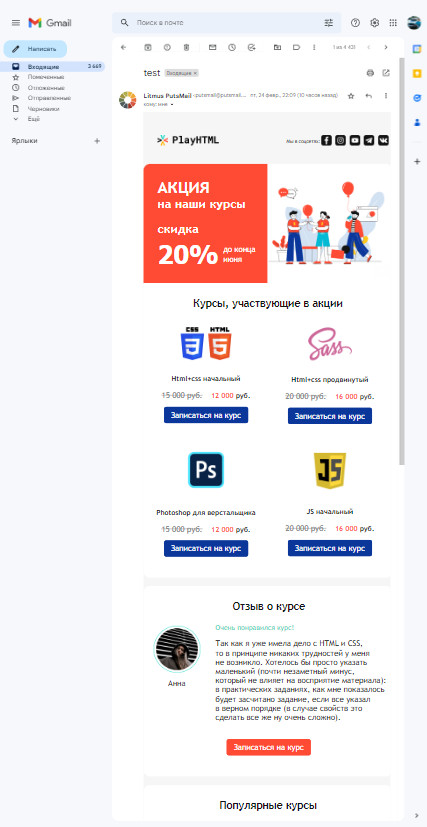 Gmail
Поиск в почте
Написать
Входящие 3 669
Помеченные
Отложенные
Отправленные
Черновики
Ещё
Ярлыки
test Входящие ×
Litmus PutsMail
пт, 24 февр., 22:09 (10 часов назад)
кому: мне
PlayHTML
Мы в соцсетях:
АКЦИЯ
на наши курсы
скидка
20% до конца
июня
Курсы, участвующие в акции
CSS HTML
Sass
Html+css начальный
Html+css продвинутый
15 000 руб. 12 000 руб.
20 000 руб. 16 000 руб.
Записаться на курс
Записаться на курс
Ps
JS
Photoshop для верстальщика
JS начальный
15 000 руб. 12 000 руб.
20 000 руб. 16 000 руб.
Записаться на курс
Записаться на курс
Отзыв о курсе
Очень понравился курс!
Так как я уже имела дело с HTML и CSS,
то в принципе никаких трудностей у меня
не возникло. Хотелось бы просто указать
маленький (почти незаметный минус,
который не влияет на восприятие материала):
в практических заданиях, как мне показалось
будет засчитано задание, если все указал
в верном порядке (в случае свойств это
сделать все же ну очень сложно).
Анна
Записаться на курс
Популярные курсы